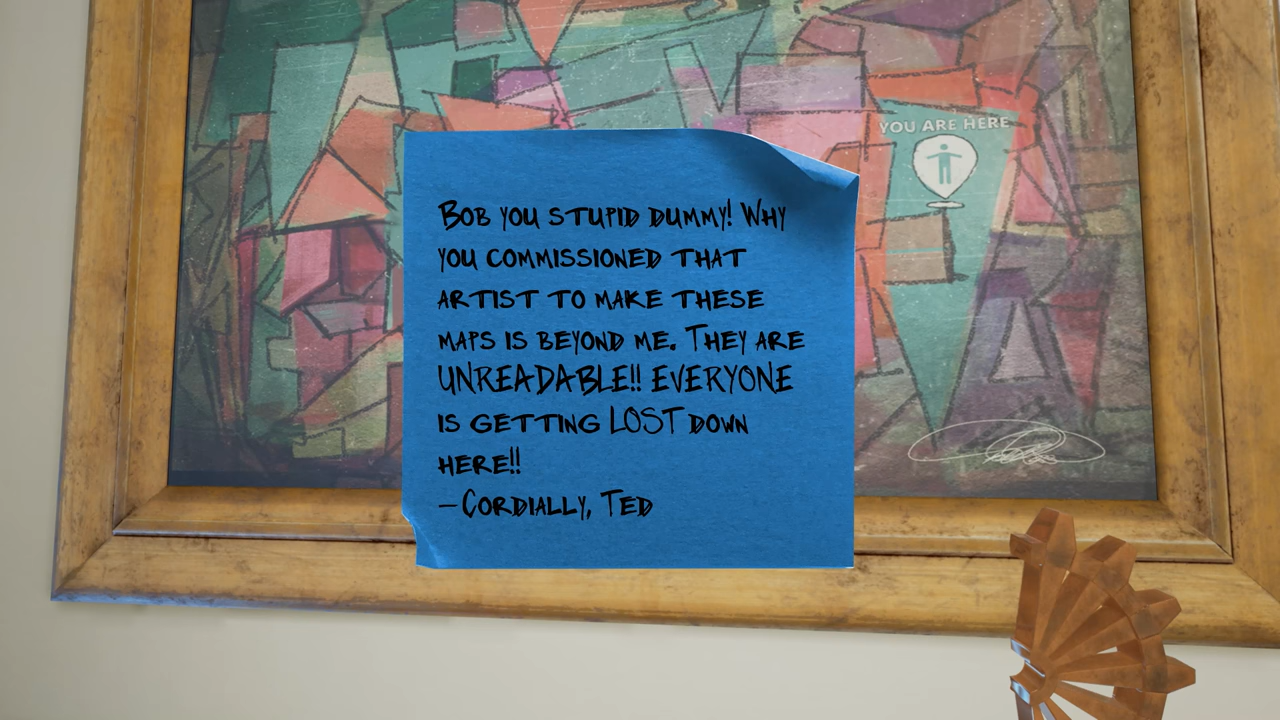 YOU ARE HERE
BOB YOU STUPID DUMMY! WHY
YOU COMMISSIONED THAT
ARTIST TO MAKE THESE
MAPS IS BEYOND ME. THEY ARE
UNREADABLE!! EVERYONE
IS GETTING LOST DOWN
HERE!!
– CORDIALLY, TED